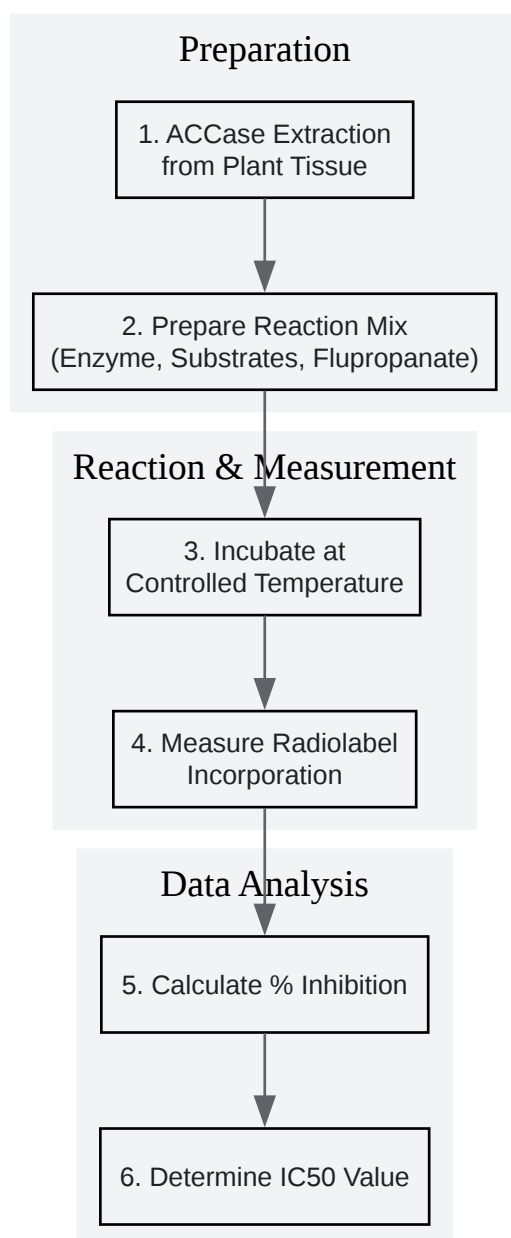 Preparation
1. ACCase Extraction
from Plant Tissue
2. Prepare Reaction Mix
(Enzyme, Substrates, Flupropanate)
Reaction & Measurement
3. Incubate at
Controlled Temperature
4. Measure Radiolabel
Incorporation
Data Analysis
5. Calculate % Inhibition
6. Determine IC50 Value